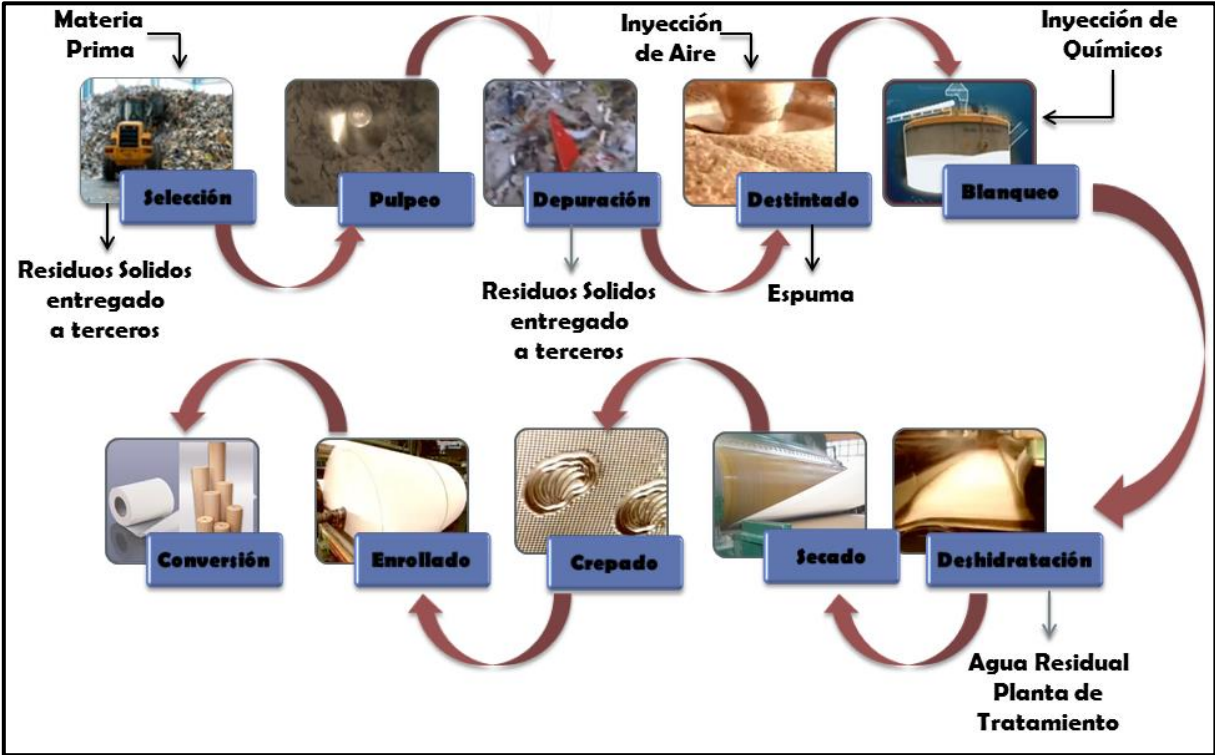 Materia
Prima
Inyección
de Aire
Inyección de
Químicos
Selección
Pulpeo
Depuración
Destintado
Blanqueo
Residuos Solidos
entregado
a terceros
Residuos Solidos
entregado
a terceros
Espuma
Conversión
Enrollado
Crepado
Secado
Deshidratación
Agua Residual
Planta de
Tratamiento